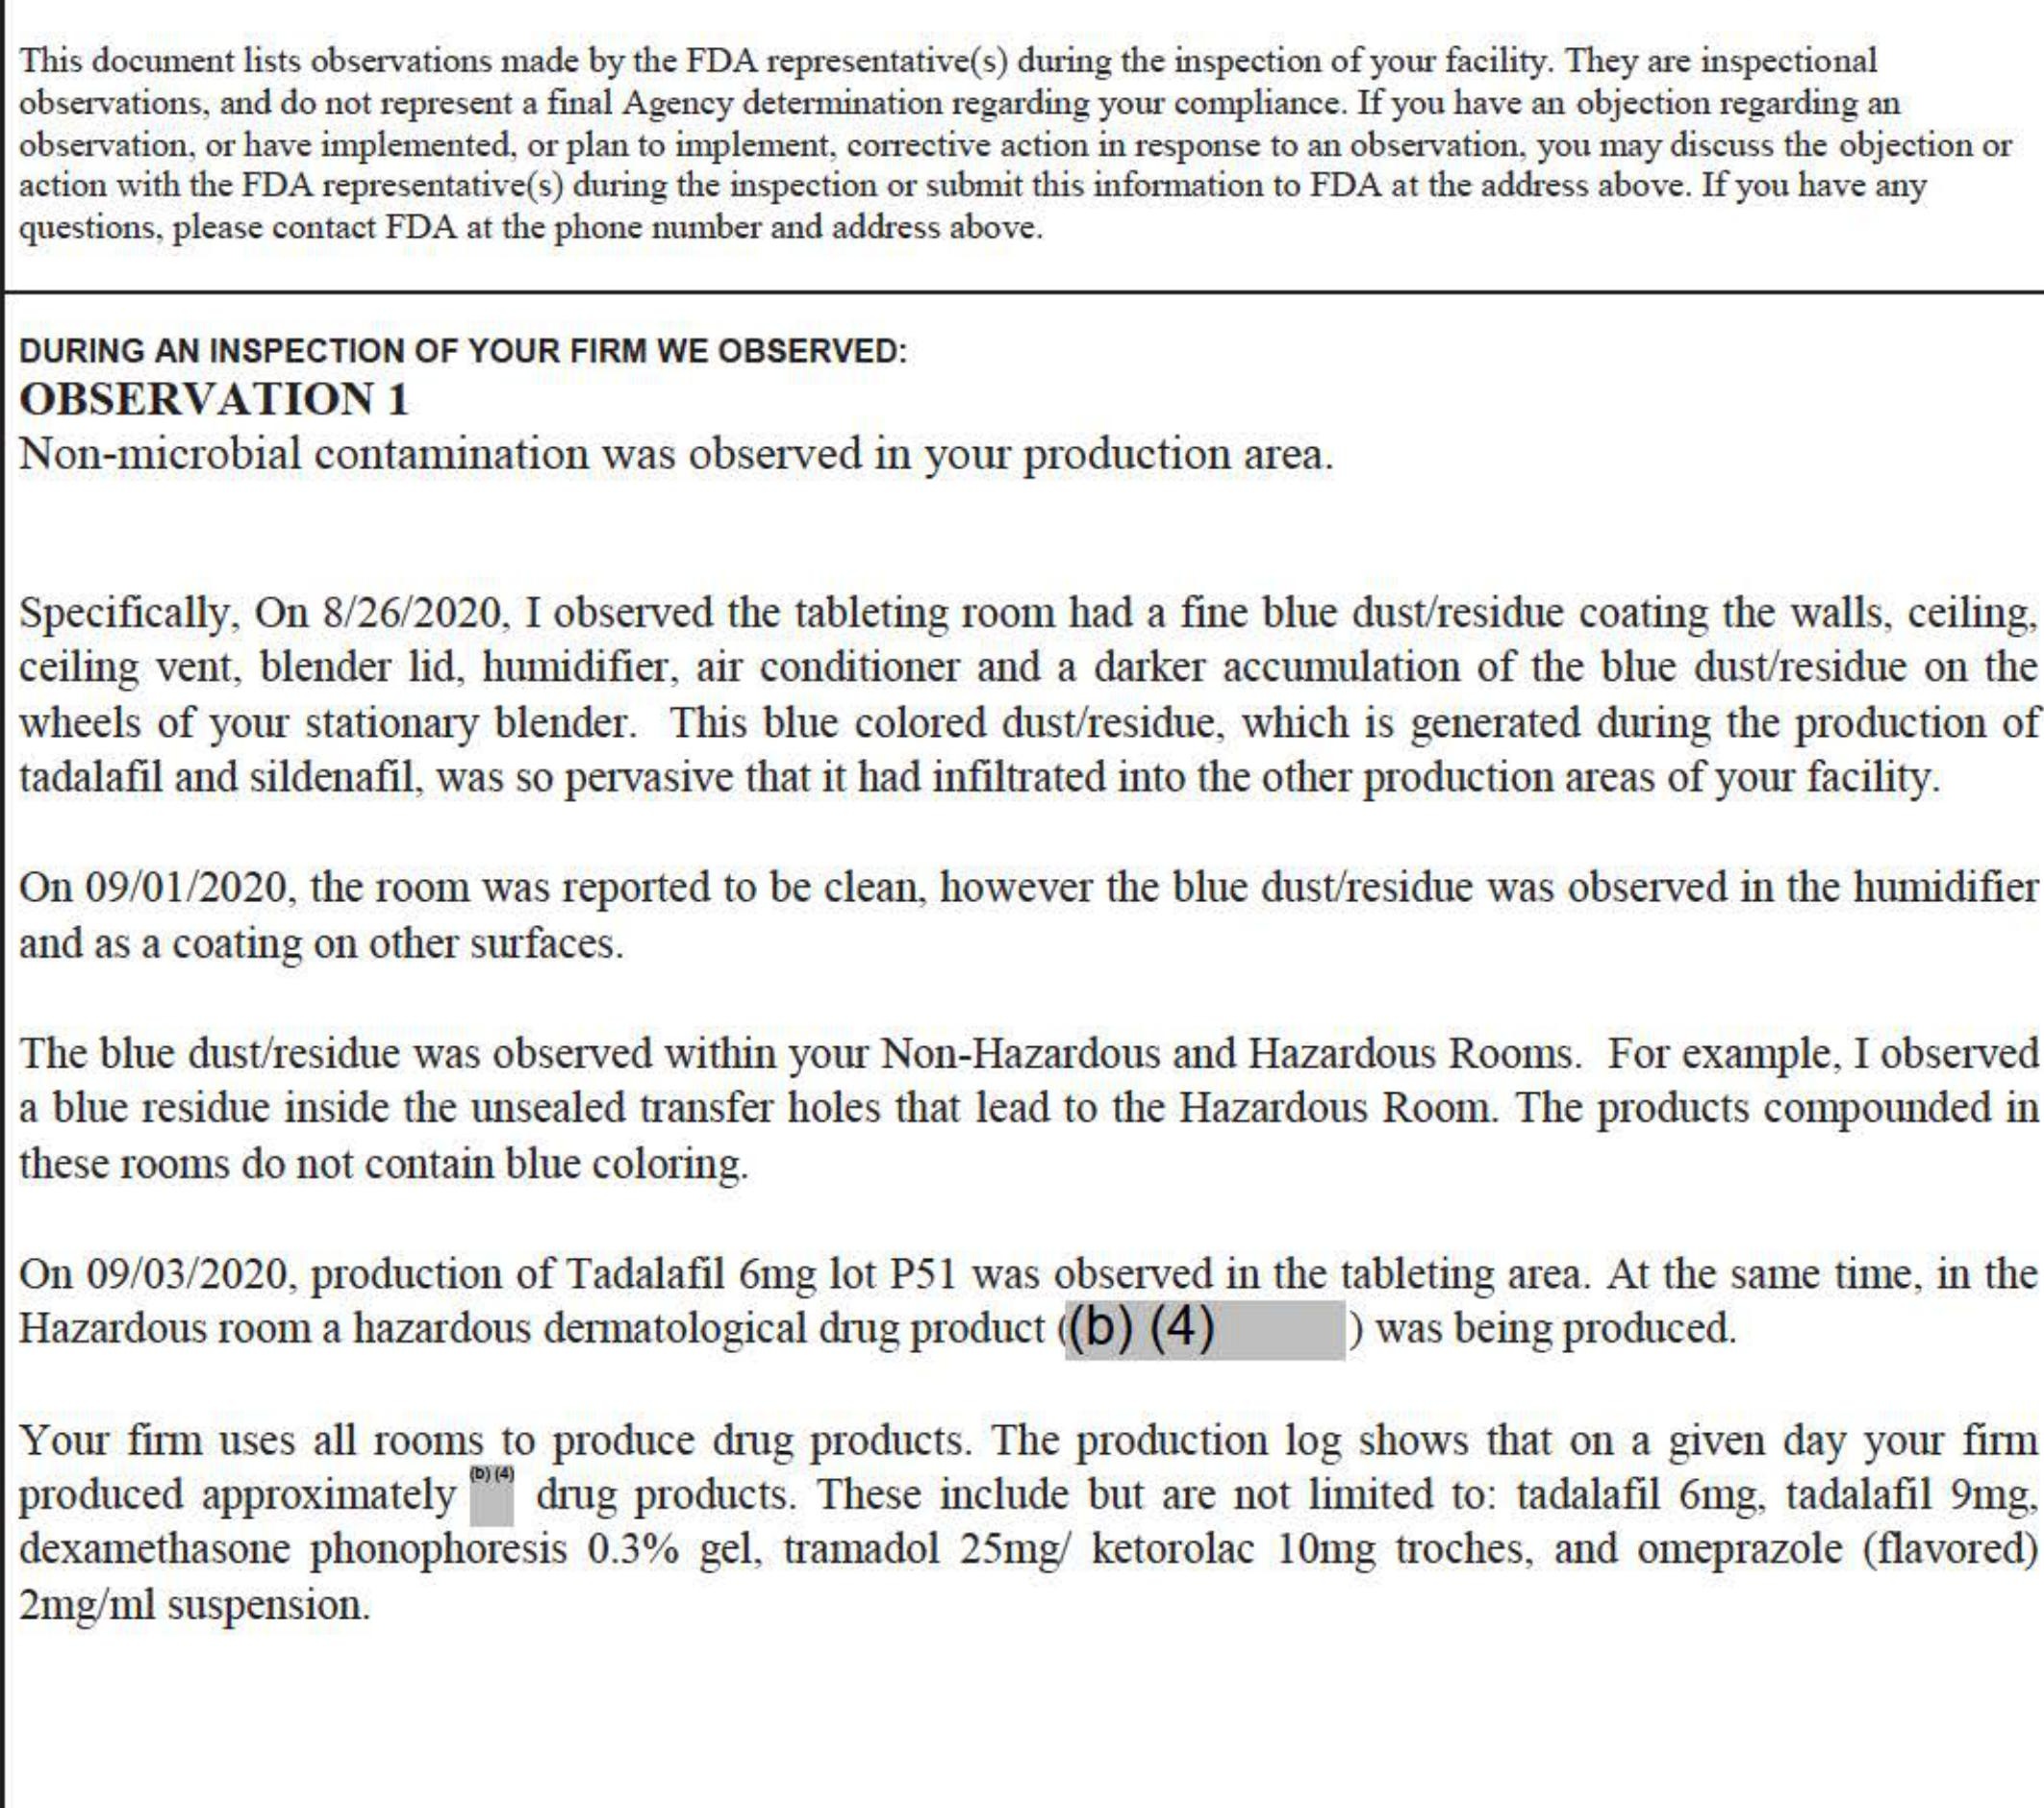 This document lists observations made by the FDA representative(s) during the inspection of your facility. They are inspectional
observations, and do not represent a final Agency determination regarding your compliance. If you have an objection regarding an
observation, or have implemented, or plan to implement, corrective action in response to an observation, you may discuss the objection or
action with the FDA representative(s) during the inspection or submit this information to FDA at the address above. If you have any
questions, please contact FDA at the phone number and address above.
DURING AN INSPECTION OF YOUR FIRM WE OBSERVED:
OBSERVATION 1
Non-microbial contamination was observed in your production area.
Specifically, On 8/26/2020, I observed the tableting room had a fine blue dust/residue coating the walls, ceiling,
ceiling vent, blender lid, humidifier, air conditioner and a darker accumulation of the blue dust/residue on the
wheels of your stationary blender. This blue colored dust/residue, which is generated during the production of
tadalafil and sildenafil, was so pervasive that it had infiltrated into the other production areas of your facility.
On 09/01/2020, the room was reported to be clean, however the blue dust/residue was observed in the humidifier
and as a coating on other surfaces.
The blue dust/residue was observed within your Non-Hazardous and Hazardous Rooms. For example, I observed
a blue residue inside the unsealed transfer holes that lead to the Hazardous Room. The products compounded in
these rooms do not contain blue coloring.
On 09/03/2020, production of Tadalafil 6mg lot P51 was observed in the tableting area. At the same time, in the
Hazardous room a hazardous dermatological drug product ((b) (4) ) was being produced.
Your firm uses all rooms to produce drug products. The production log shows that on a given day your firm
produced approximately (b) (4) drug products. These include but are not limited to: tadalafil 6mg, tadalafil 9mg,
dexamethasone phonophoresis 0.3% gel, tramadol 25mg/ ketorolac 10mg troches, and omeprazole (flavored)
2mg/ml suspension.